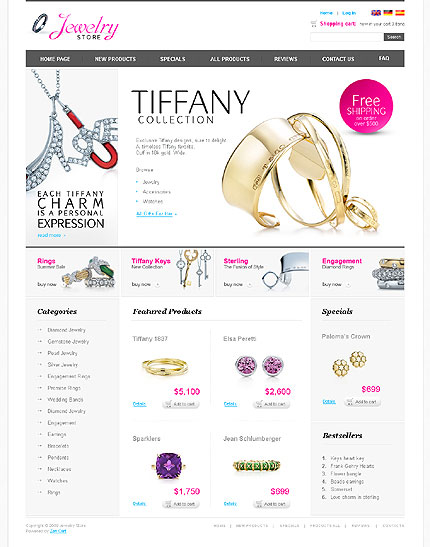 Jewelry
STORE
Home | Log In
Shopping cart: now in your cart 0 items
Search
HOME PAGE NEW PRODUCTS SPECIALS ALL PRODUCTS REVIEWS CONTACT US FAQ
EACH TIFFANY
CHARM
IS A PERSONAL
EXPRESSION
read more
TIFFANY
COLLECTION
Exclusive Tiffany designs, sure to delight.
A timeless Tiffany favorite.
Cuff in 18k gold. Wide
Browse
Jewelry
Accessories
Watches
Free
SHIPPING
on order
over $500
Rings
Summer Sale
buy now
Tiffany Keys
New Collection
buy now
Sterling
The Fusion of Style
buy now
Engagement
Diamond Rings
buy now
Categories
Diamond Jewelry
Gemstone Jewelry
Pearl Jewelry
Silver Jewelry
Engagement Rings
Promise Rings
Wedding Bands
Diamond Jewelry
Engagement
Earrings
Bracelets
Pendants
Necklaces
Watches
Rings
Featured Products
Tiffany 1837
$5,100
Details Add to cart
Elsa Peretti
$2,600
Details Add to cart
Sparklers
$1,750
Details Add to cart
Jean Schlumberger
$699
Details Add to cart
Specials
Paloma's Crown
$699
Details Add to cart
Bestsellers
1. Keys heart key
2. Frank Gehry Hearts
3. Flower bangle
4. Beads earrings
5. Somerset
6. Love charm in sterling
Copyright © 2009 Jewelry Store
Powered by Zen Cart
HOME | NEW PRODUCTS | SPECIALS | PRODUCTS ALL | REVIEWS | CONTACTS